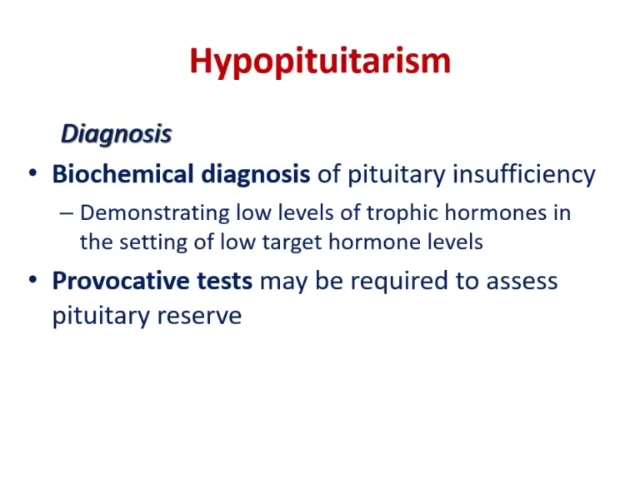 Hypopituitarism
Diagnosis
• Biochemical diagnosis of pituitary insufficiency
– Demonstrating low levels of trophic hormones in
the setting of low target hormone levels
• Provocative tests may be required to assess
pituitary reserve